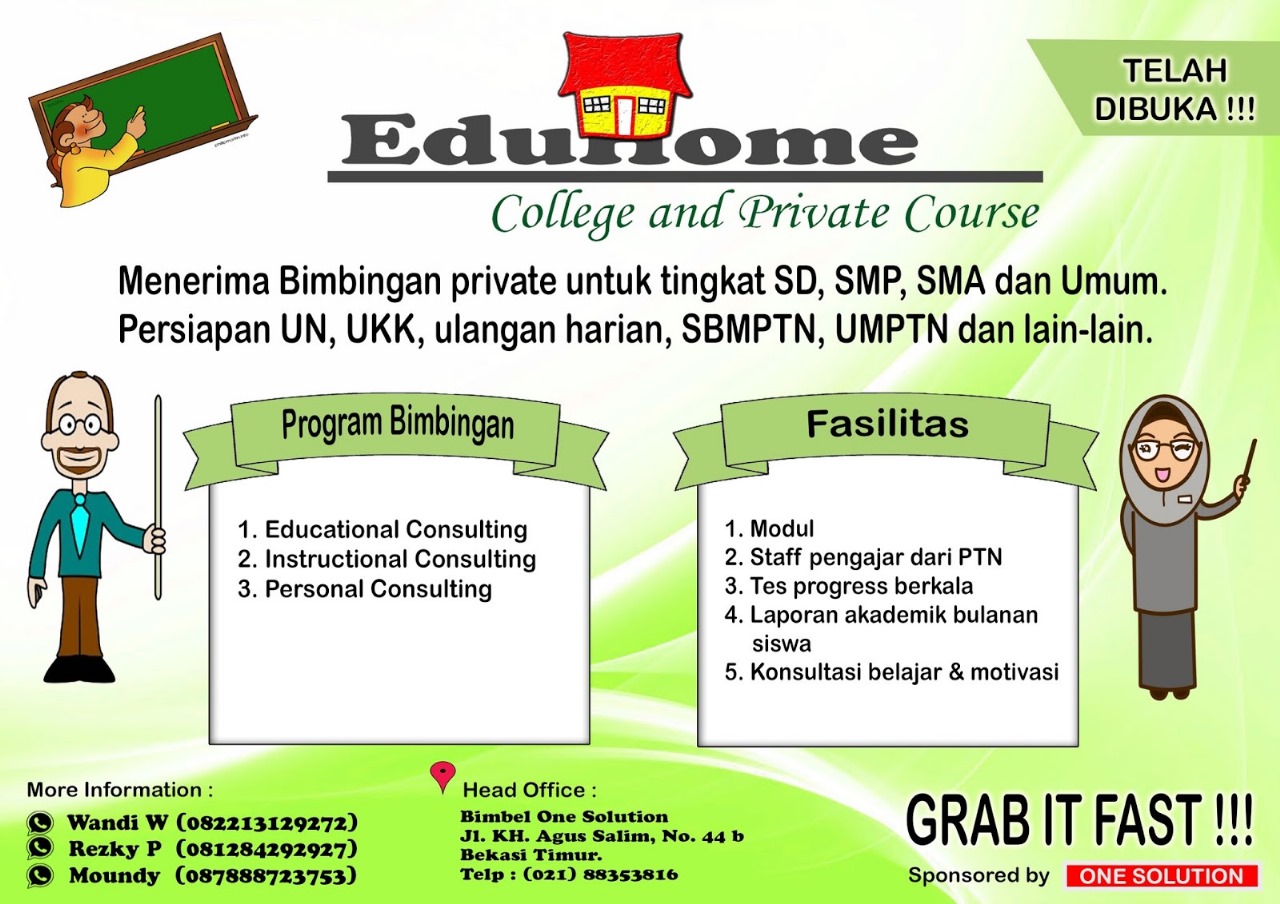 TELAH
DIBUKA !!!
EduHome
College and Private Course
Menerima Bimbingan private untuk tingkat SD, SMP, SMA dan Umum.
Persiapan UN, UKK, ulangan harian, SBMPTN, UMPTN dan lain-lain.
Program Bimbingan
1. Educational Consulting
2. Instructional Consulting
3. Personal Consulting
Fasilitas
1. Modul
2. Staff pengajar dari PTN
3. Tes progress berkala
4. Laporan akademik bulanan
siswa
5. Konsultasi belajar & motivasi
More Information :
Wandi W (082213129272)
Rezky P (081284292927)
Moundy (087888723753)
Head Office :
Bimbel One Solution
Jl. KH. Agus Salim, No. 44 b
Bekasi Timur.
Telp : (021) 88353816
GRAB IT FAST !!!
Sponsored by ONE SOLUTION